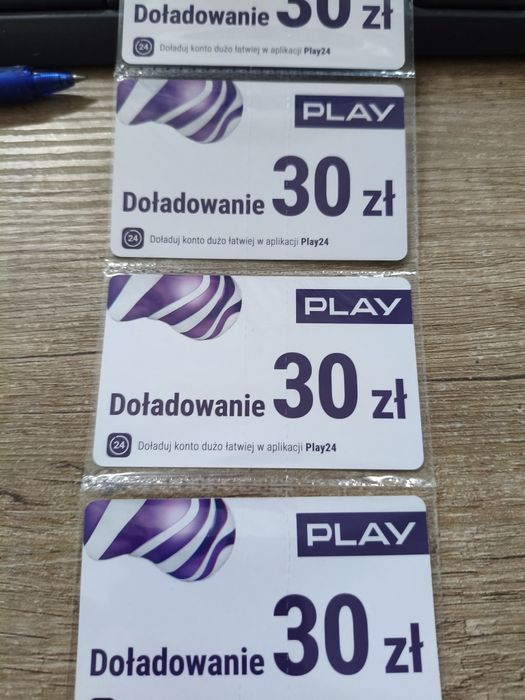 Doładowanie 30 zł
24 Doładuj konto dużo łatwiej w aplikacji Play24
PLAY
Doładowanie 30 zł
24 Doładuj konto dużo łatwiej w aplikacji Play24
PLAY
Doładowanie 30 zł
24 Doładuj konto dużo łatwiej w aplikacji Play24
PLAY
Doładowanie 30 zł